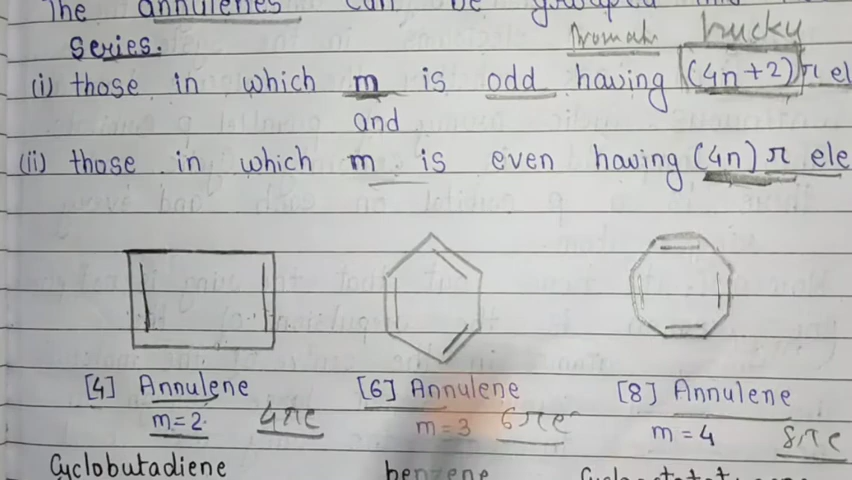 The annulenes can be grouped
series. hucky
(i) those in which m is odd having (4n+2) π el
and
(ii) those in which m is even having (4n) π ele
[4] Annulene [6] Annulene [8] Annulene
m=2 4πe m=3 6πe⁻ m=4 8πe
Cyclobutadiene benzene